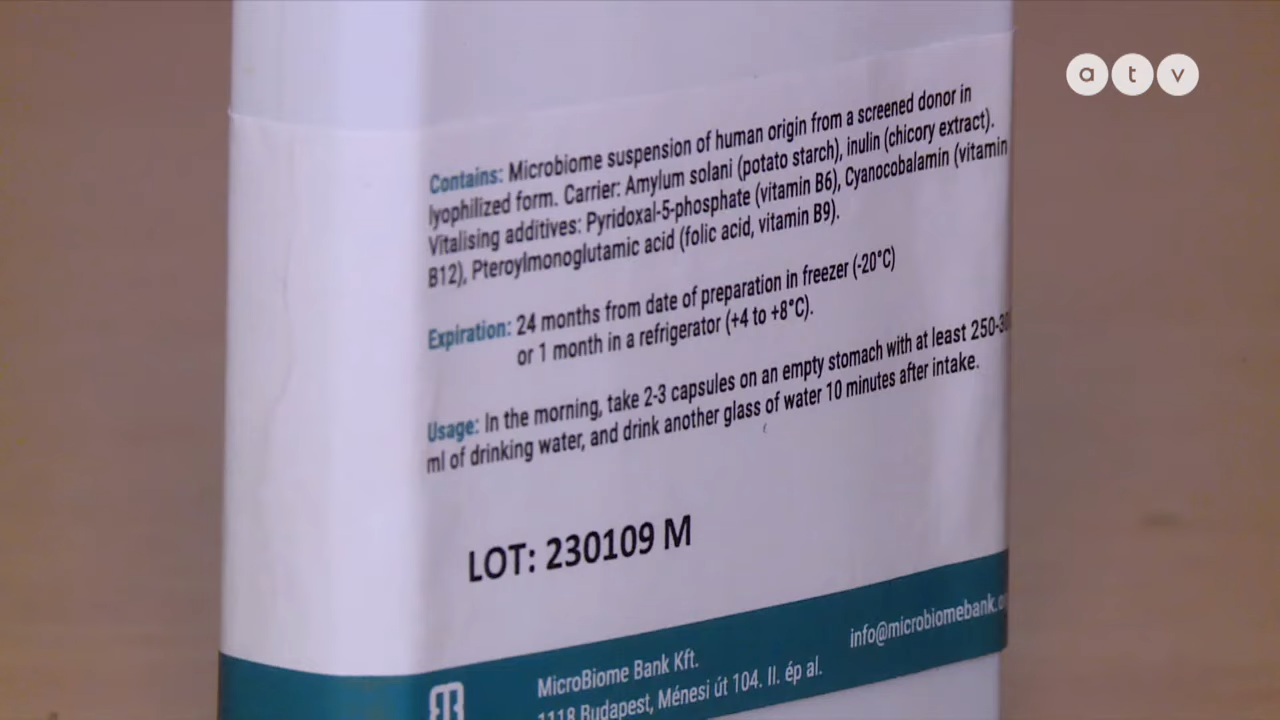 a t v
Contains: Microbiome suspension of human origin from a screened donor in
lyophilized form. Carrier: Amylum solani (potato starch), inulin (chicory extract).
Vitalising additives: Pyridoxal-5-phosphate (vitamin B6), Cyanocobalamin (vitamin
B12), Pteroylmonoglutamic acid (folic acid, vitamin B9).
Expiration: 24 months from date of preparation in freezer (-20°C)
or 1 month in a refrigerator (+4 to +8°C).
Usage: In the morning, take 2-3 capsules on an empty stomach with at least 250-30
ml of drinking water, and drink another glass of water 10 minutes after intake.
LOT: 230109 M
MicroBiome Bank Kft.
info@microbiomebank.o
1118 Budapest, Ménesi út 104. II. ép al.